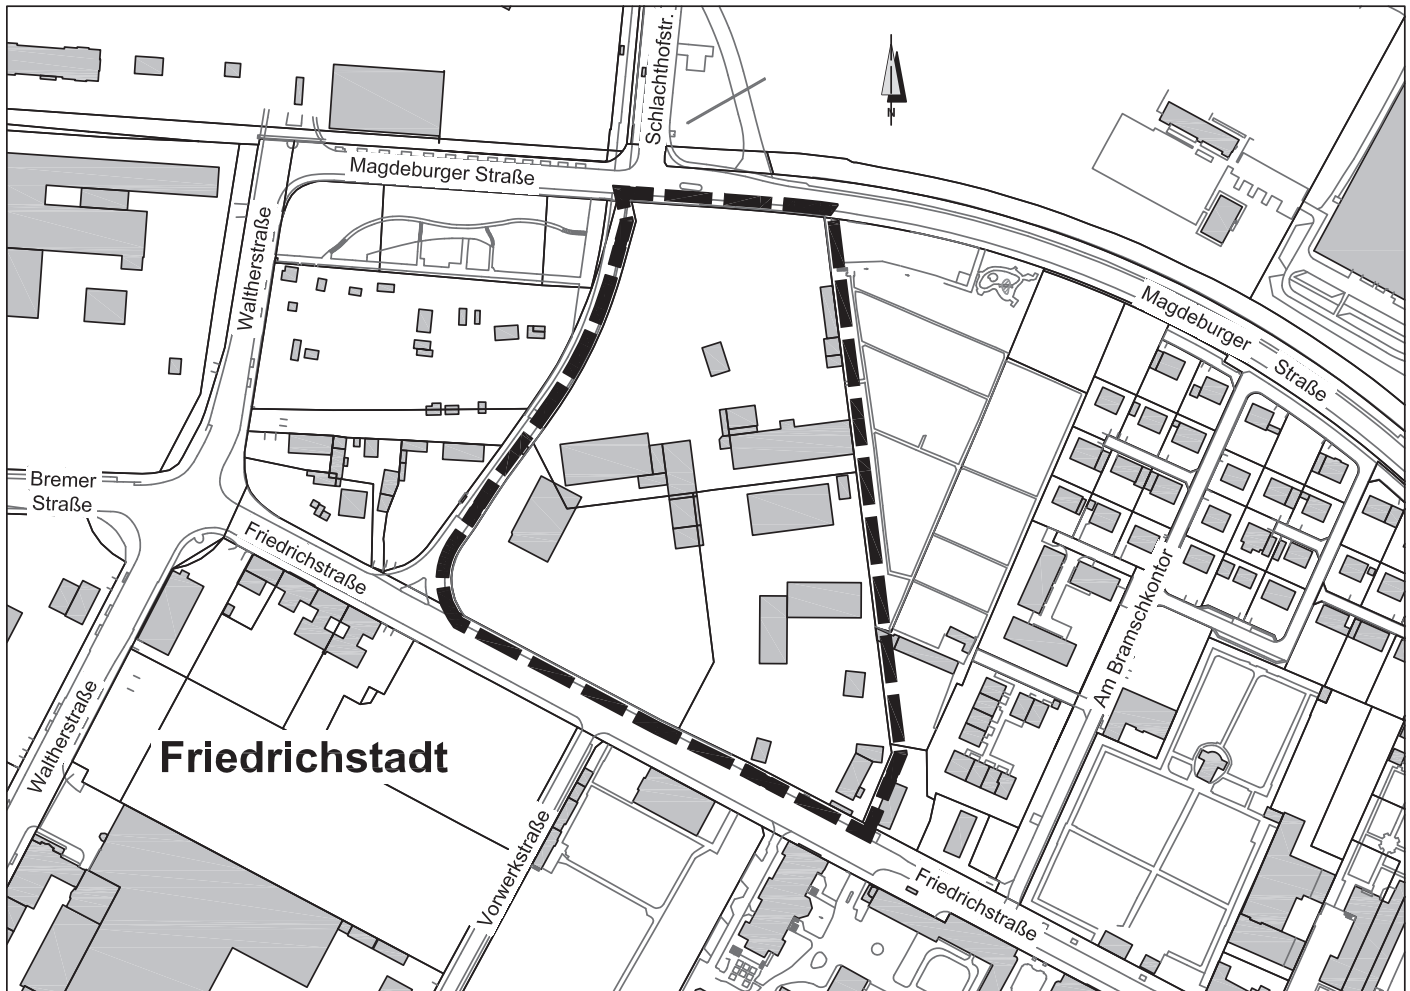 Schlachthofstr.
N
Magdeburger Straße
Waltherstraße
Magdeburger
Straße
Bremer
Straße
Friedrichstraße
Am Bramschkontor
Waltherstraße
Friedrichstadt
Vorwerkstraße
Friedrichstraße